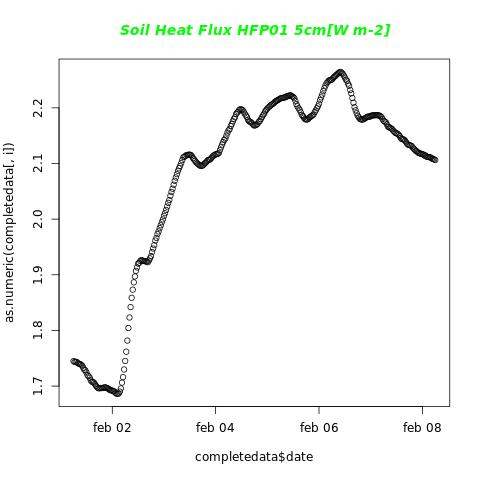 Soil Heat Flux HFP01 5cm[W m-2]
as.numeric(completedata[, i])
2.2
2.1
2.0
1.9
1.8
1.7
feb 02 feb 04 feb 06 feb 08
completedata$date